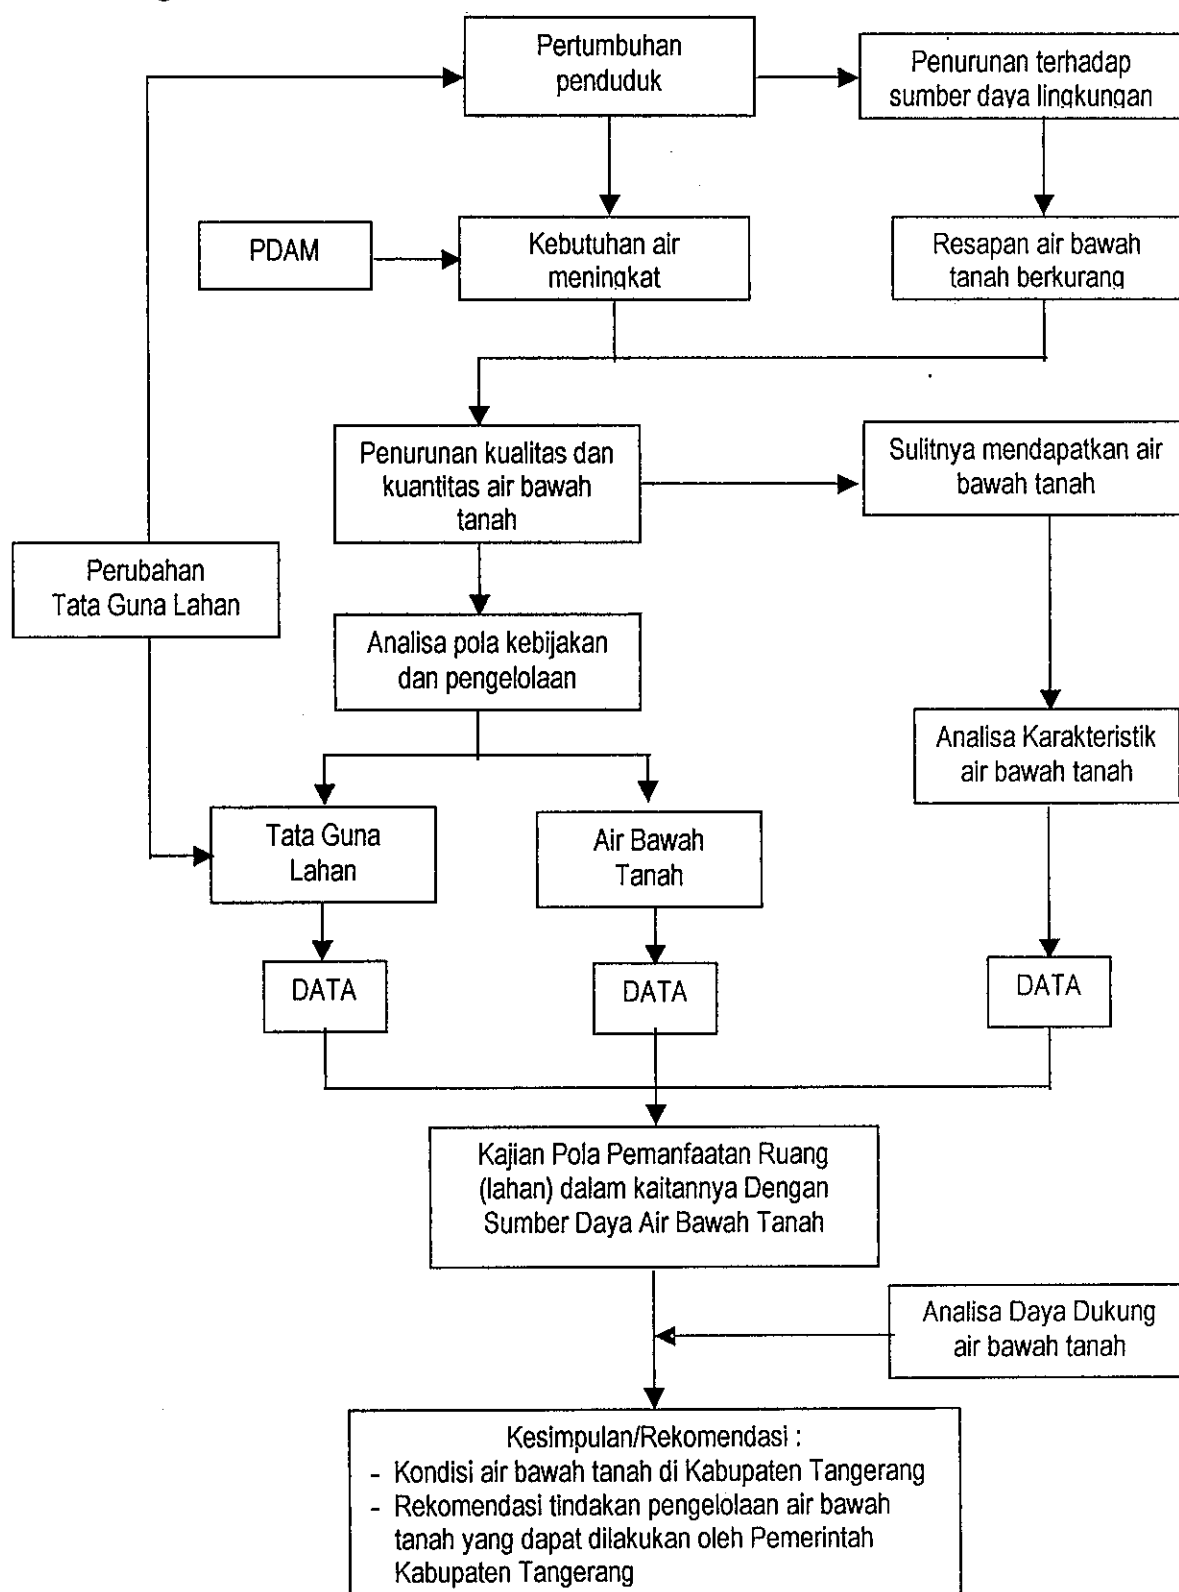 Pertumbuhan
penduduk
Penurunan terhadap
sumber daya lingkungan
PDAM
Kebutuhan air
meningkat
Resapan air bawah
tanah berkurang
Penurunan kualitas dan
kuantitas air bawah
tanah
Sulitnya mendapatkan air
bawah tanah
Perubahan
Tata Guna Lahan
Analisa pola kebijakan
dan pengelolaan
Analisa Karakteristik
air bawah tanah
Tata Guna
Lahan
Air Bawah
Tanah
DATA
DATA
DATA
Kajian Pola Pemanfaatan Ruang
(lahan) dalam kaitannya Dengan
Sumber Daya Air Bawah Tanah
Analisa Daya Dukung
air bawah tanah
Kesimpulan/Rekomendasi :
- Kondisi air bawah tanah di Kabupaten Tangerang
- Rekomendasi tindakan pengelolaan air bawah
tanah yang dapat dilakukan oleh Pemerintah
Kabupaten Tangerang